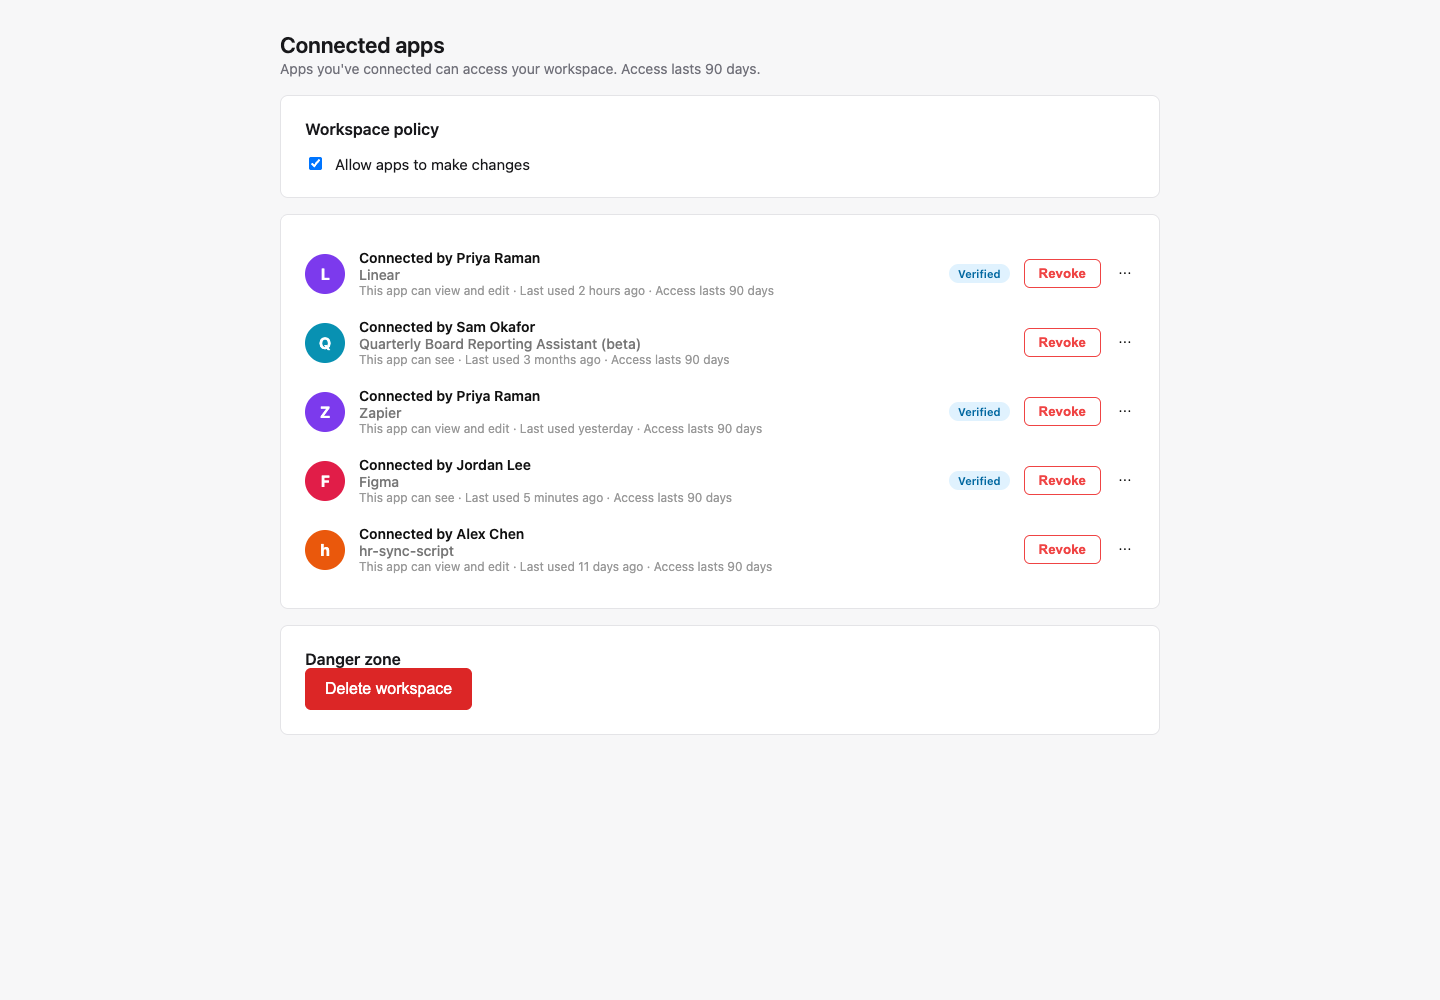 Connected apps
Apps you've connected can access your workspace. Access lasts 90 days.
Workspace policy
Allow apps to make changes
L
Connected by Priya Raman
Linear
This app can view and edit · Last used 2 hours ago · Access lasts 90 days
Verified
Revoke
···
Q
Connected by Sam Okafor
Quarterly Board Reporting Assistant (beta)
This app can see · Last used 3 months ago · Access lasts 90 days
Revoke
···
Z
Connected by Priya Raman
Zapier
This app can view and edit · Last used yesterday · Access lasts 90 days
Verified
Revoke
···
F
Connected by Jordan Lee
Figma
This app can see · Last used 5 minutes ago · Access lasts 90 days
Verified
Revoke
···
h
Connected by Alex Chen
hr-sync-script
This app can view and edit · Last used 11 days ago · Access lasts 90 days
Revoke
···
Danger zone
Delete workspace